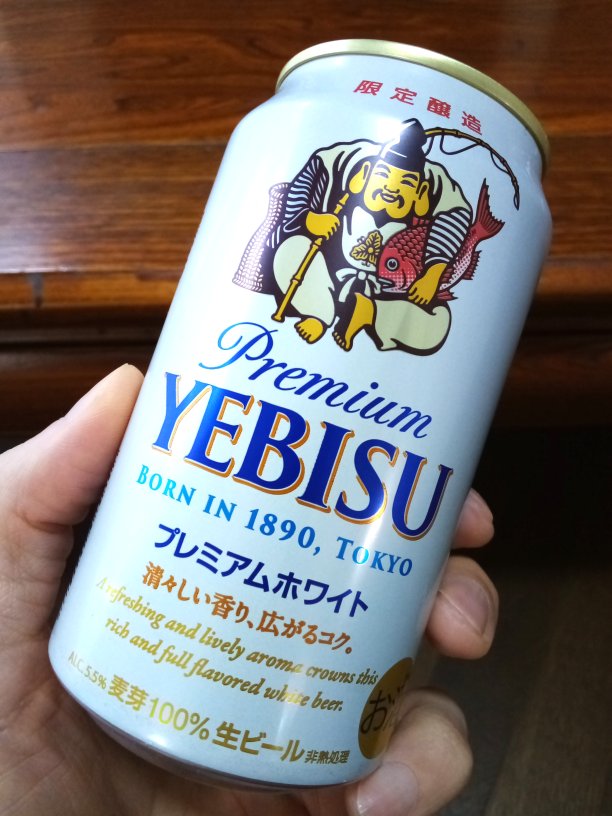 限定醸造
Premium
YEBISU
BORN IN 1890, TOKYO
プレミアムホワイト
清々しい香り、広がるコク。
A refreshing and lively aroma crowns this
rich and full flavored white beer.
ALC.5.5% 麦芽100% 生ビール 非熱処理
お